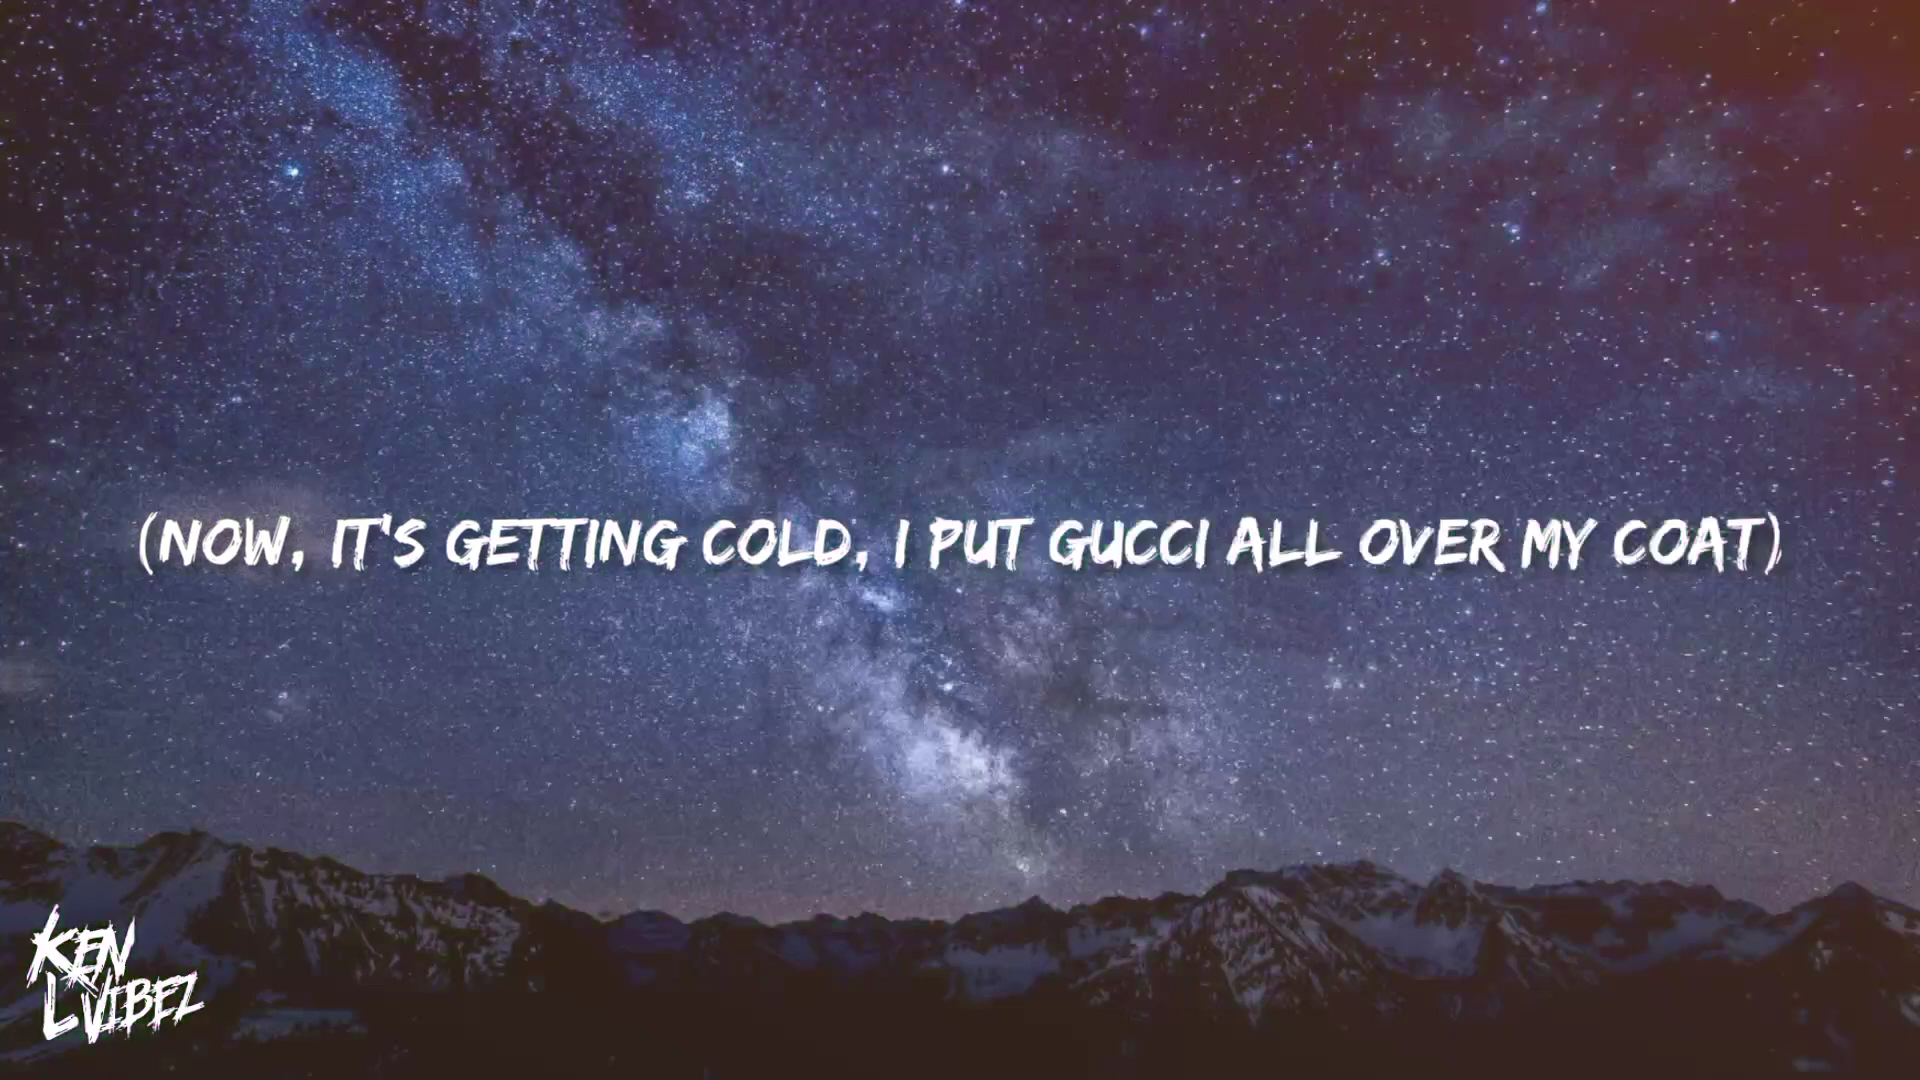 (NOW, IT'S GETTING COLD, I PUT GUCCI ALL OVER MY COAT)
KEN
LVIBEZ